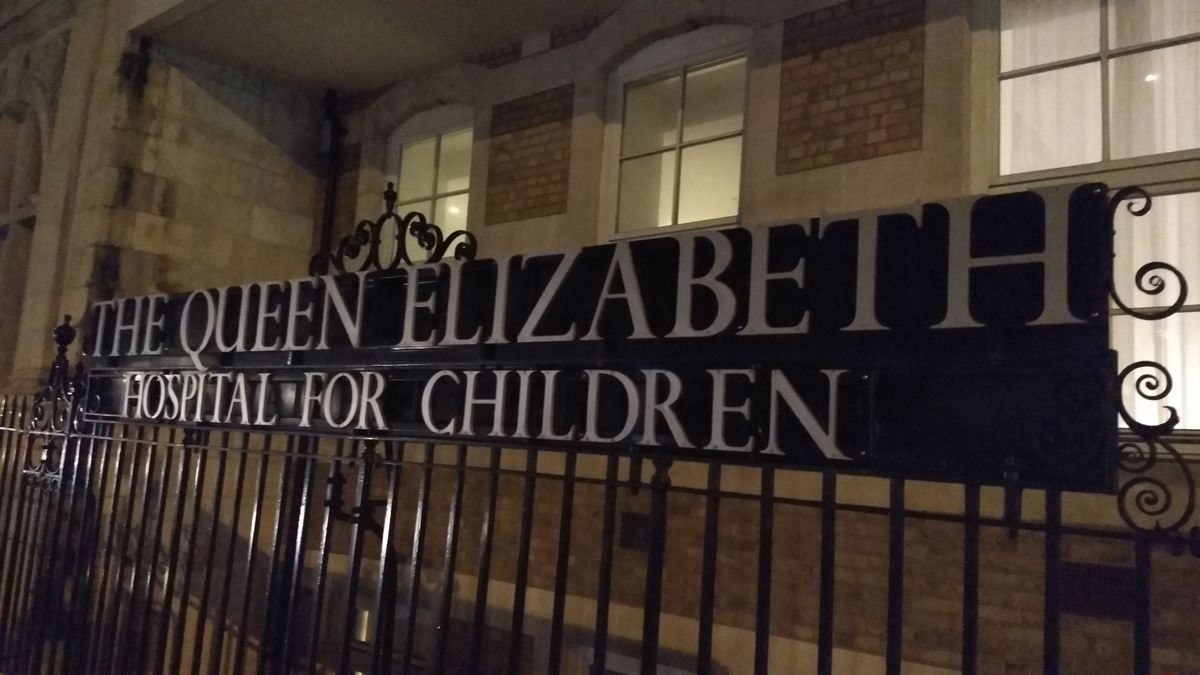 THE QUEEN ELIZABETH
HOSPITAL FOR CHILDREN